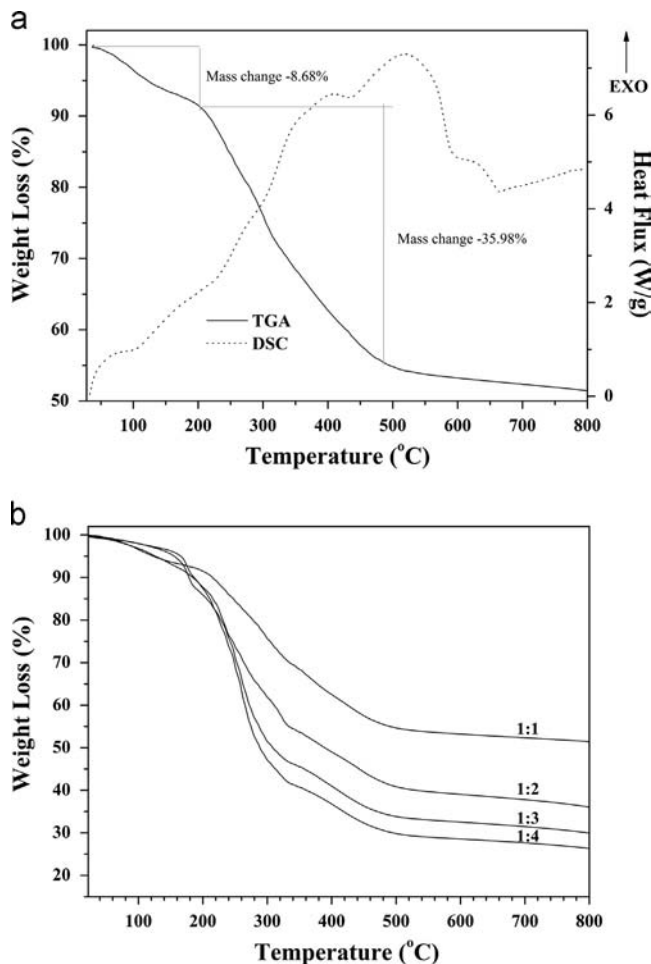 a
100
90
80
70
60
50
Weight Loss (%)
Mass change -8.68%
Mass change -35.98%
TGA
DSC
EXO
6
4
2
0
Heat Flux (W/g)
100 200 300 400 500 600 700 800
Temperature (°C)
b
100
90
80
70
60
50
40
30
20
Weight Loss (%)
1:1
1:2
1:3
1:4
100 200 300 400 500 600 700 800
Temperature (°C)